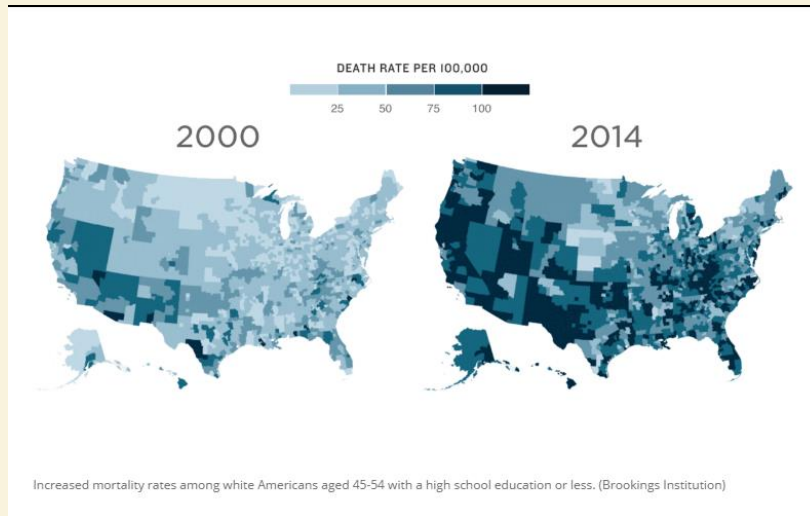 DEATH RATE PER 100,000
25 50 75 100
2000 2014
Increased mortality rates among white Americans aged 45-54 with a high school education or less. (Brookings Institution)